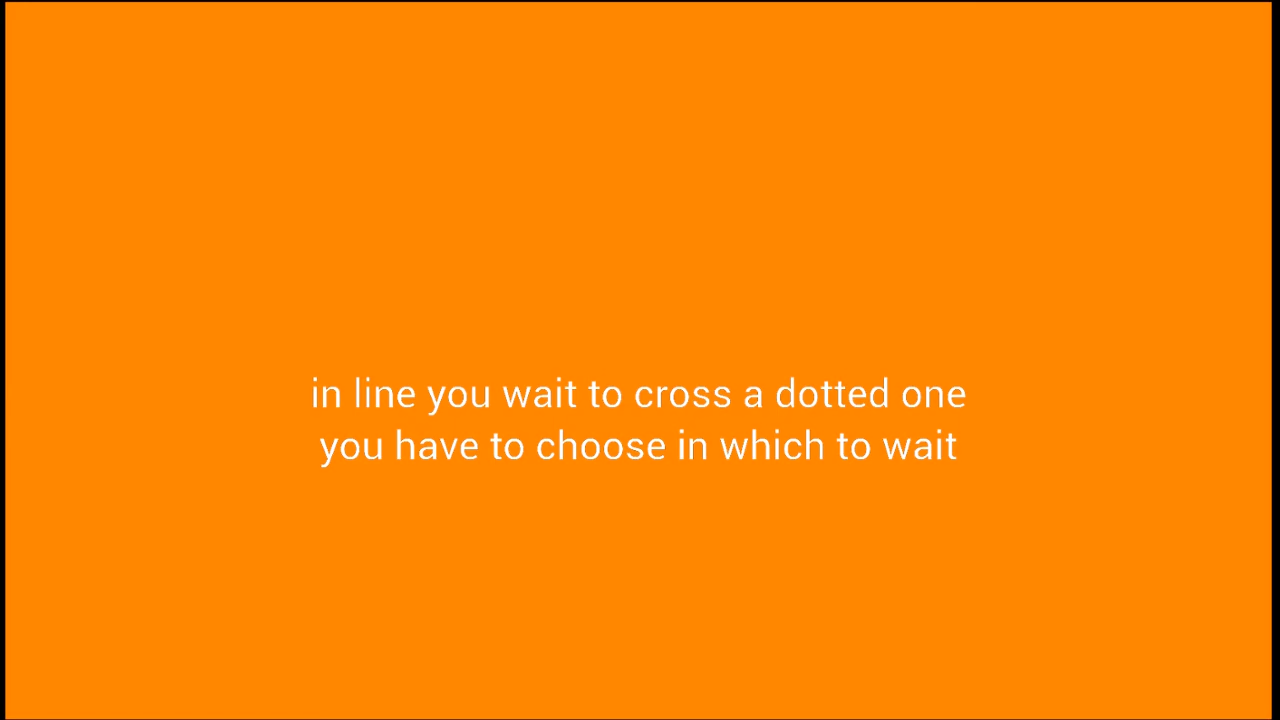 in line you wait to cross a dotted one
you have to choose in which to wait